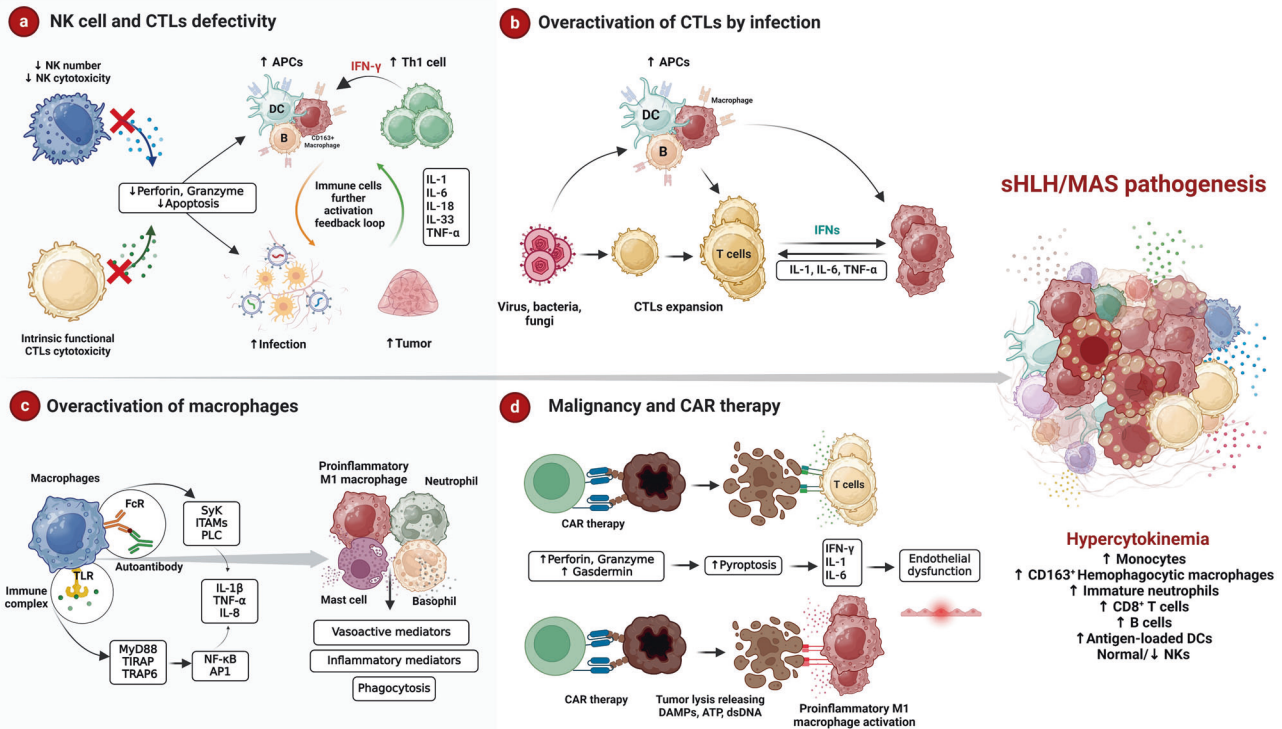 a NK cell and CTLs defectivity
↓ NK number
↓ NK cytotoxicity
↑ APCs
IFN-γ
↑ Th1 cell
DC
B
CD163+
Macrophage
↓Perforin, Granzyme
↓Apoptosis
Immune cells
further
activation
feedback loop
IL-1
IL-6
IL-18
IL-33
TNF-α
Intrinsic functional
CTLs cytotoxicity
↑Infection
↑Tumor
b Overactivation of CTLs by infection
↑ APCs
Macrophage
DC
B
IFNs
T cells
IL-1, IL-6, TNF-α
Virus, bacteria,
fungi
CTLs expansion
sHLH/MAS pathogenesis
c Overactivation of macrophages
Macrophages
FcR
Autoantibody
TLR
Immune
complex
SyK
ITAMs
PLC
IL-1β
TNF-α
IL-8
MyD88
TIRAP
TRAP6
NF-κB
AP1
Proinflammatory
M1 macrophage
Neutrophil
Mast cell
Basophil
Vasoactive mediators
Inflammatory mediators
Phagocytosis
d Malignancy and CAR therapy
T cells
CAR therapy
↑Perforin, Granzyme
↑ Gasdermin
↑Pyroptosis
IFN-γ
IL-1
IL-6
Endothelial
dysfunction
CAR therapy
Tumor lysis releasing
DAMPs, ATP, dsDNA
Proinflammatory M1
macrophage activation
Hypercytokinemia
↑ Monocytes
↑ CD163⁺ Hemophagocytic macrophages
↑ Immature neutrophils
↑ CD8⁺ T cells
↑ B cells
↑Antigen-loaded DCs
Normal/↓ NKs